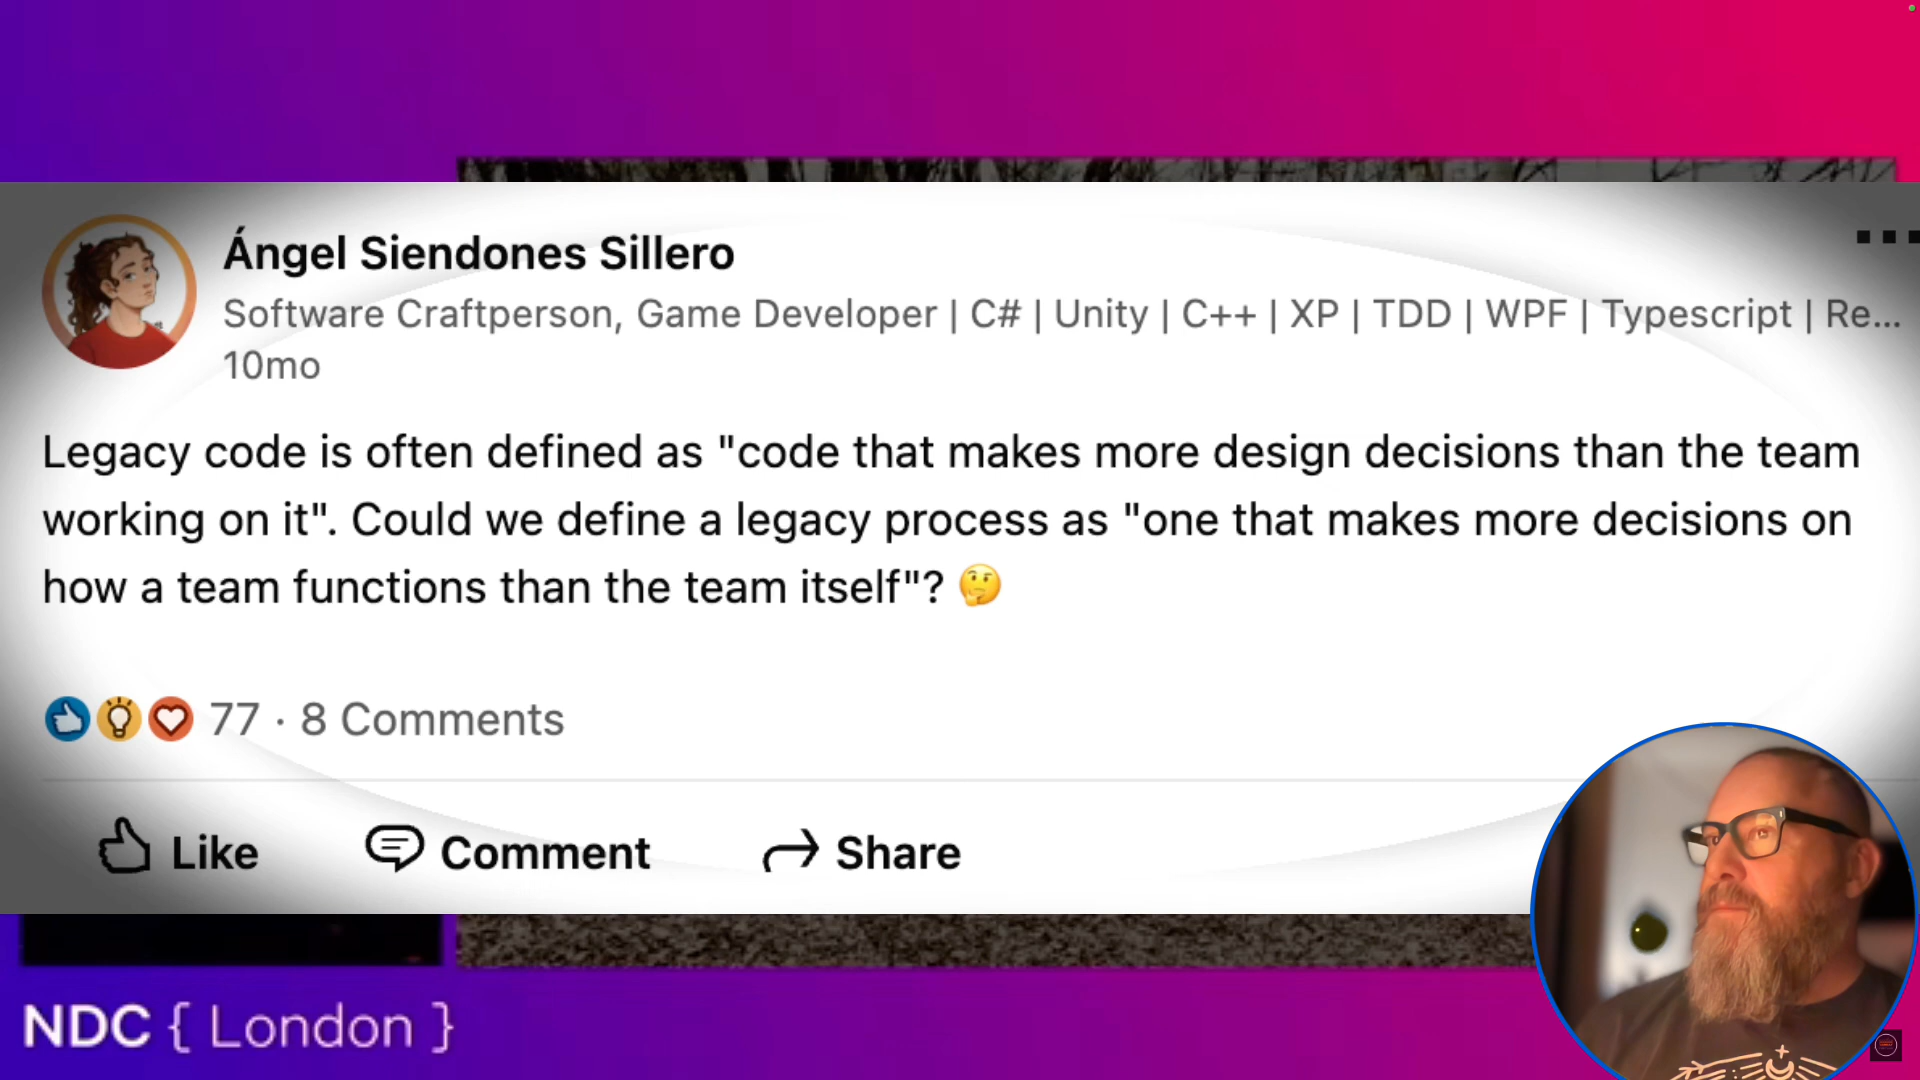 Ángel Siendones Sillero
Software Craftperson, Game Developer | C# | Unity | C++ | XP | TDD | WPF | Typescript | Re...
10mo
Legacy code is often defined as "code that makes more design decisions than the team
working on it". Could we define a legacy process as "one that makes more decisions on
how a team functions than the team itself"? 🤔
77 · 8 Comments
Like Comment Share
NDC { London }